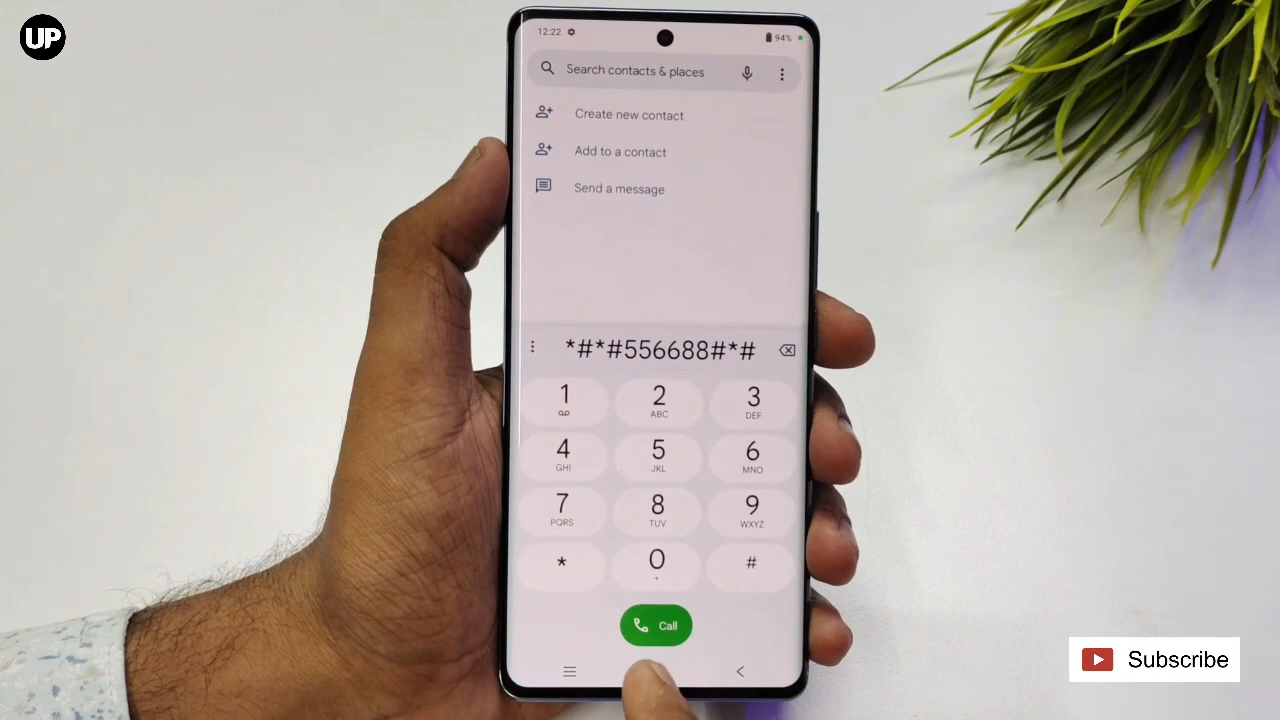 UP
12:22
94%
Search contacts & places
Create new contact
Add to a contact
Send a message
*#*#556688#*#
1
2 ABC
3 DEF
4 GHI
5 JKL
6 MNO
7 PQRS
8 TUV
9 WXYZ
*
0 +
#
Call
Subscribe